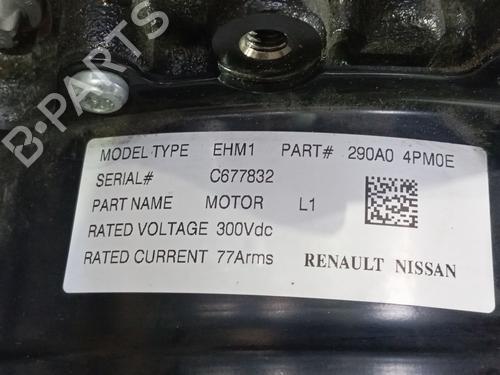 MODEL TYPE EHM1 PART# 290A0 4PM0E
SERIAL# C677832
PART NAME MOTOR L1
RATED VOLTAGE 300Vdc
RATED CURRENT 77Arms RENAULT NISSAN
B-PARTS